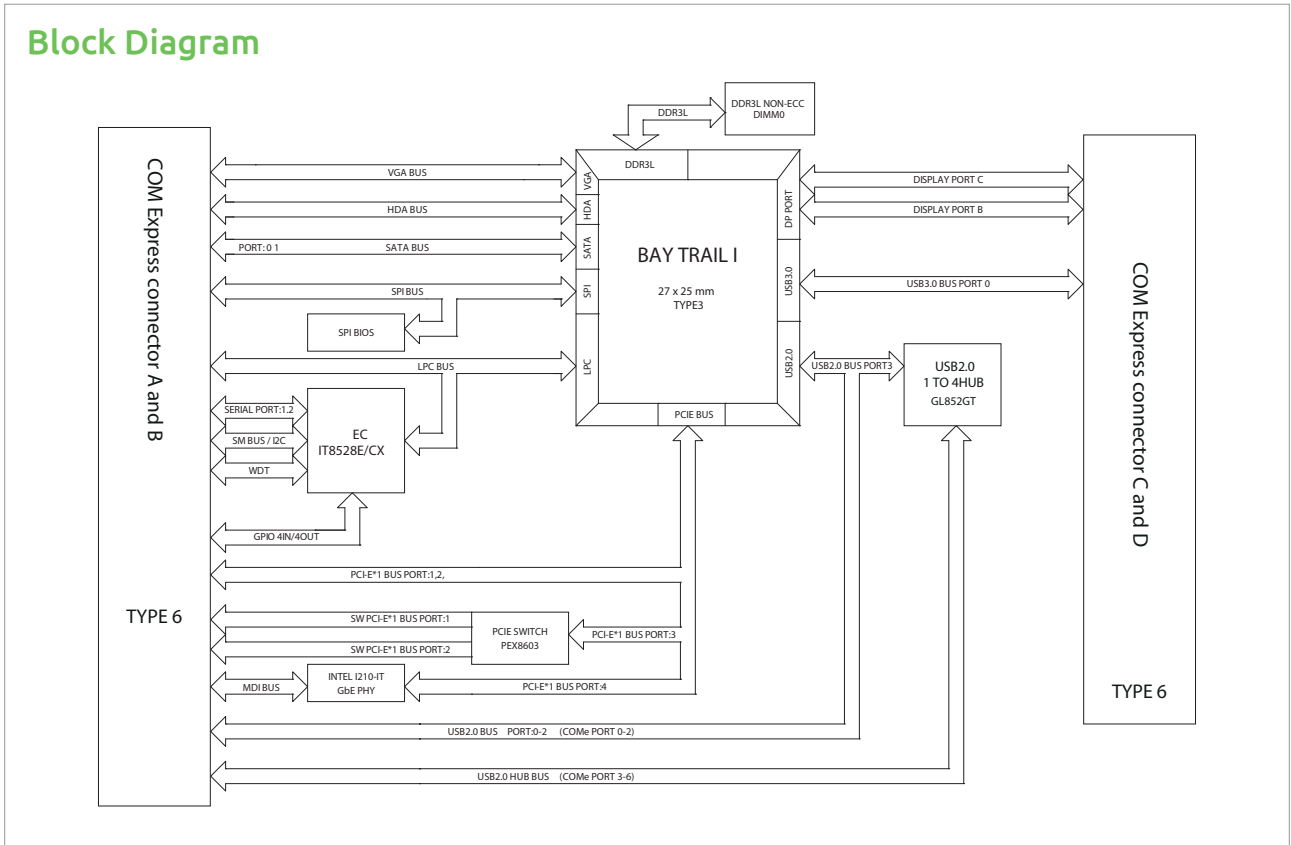 Block Diagram
COM Express connector A and B
TYPE 6
VGA BUS
HDA BUS
PORT: 0 1
SATA BUS
SPI BUS
SPI BIOS
LPC BUS
SERIAL PORT:1.2
SM BUS / I2C
WDT
EC
IT8528E/CX
GPIO 4IN/4OUT
PCI-E*1 BUS PORT:1,2,
SW PCI-E*1 BUS PORT:1
SW PCI-E*1 BUS PORT:2
PCIE SWITCH
PEX8603
PCI-E*1 BUS PORT:3
MDI BUS
INTEL I210-IT
GbE PHY
PCI-E*1 BUS PORT:4
USB2.0 BUS PORT:0-2 (COMe PORT 0-2)
USB2.0 HUB BUS (COMe PORT 3-6)
DDR3L
DDR3L NON-ECC
DIMM0
DDR3L
VGA
HDA
SATA
SPI
LPC
BAY TRAIL I
27 x 25 mm
TYPE3
PCIE BUS
DP PORT
USB3.0
USB2.0
DISPLAY PORT C
DISPLAY PORT B
USB3.0 BUS PORT 0
USB2.0 BUS PORT3
USB2.0
1 TO 4HUB
GL852GT
COM Express connector C and D
TYPE 6